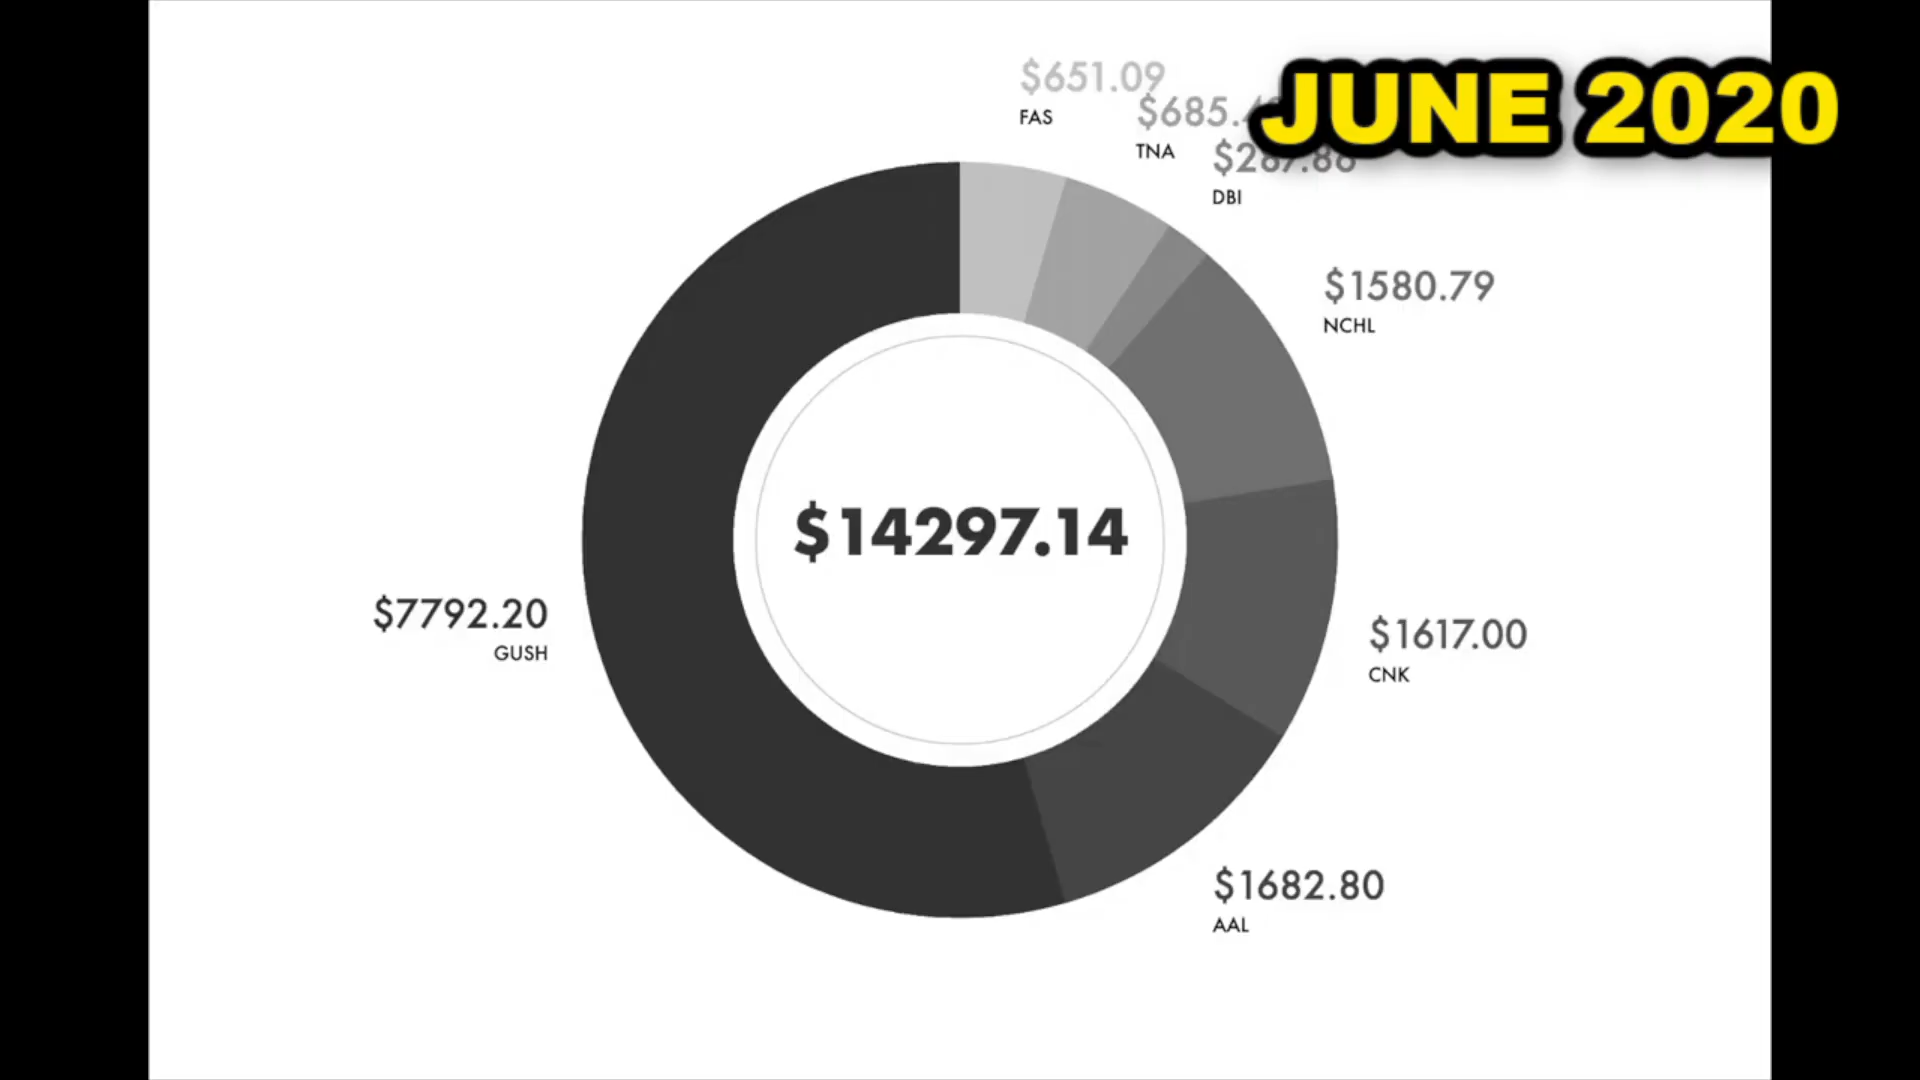 $651.09
FAS
JUNE 2020
TNA
DBI
$1580.79
NCHL
$14297.14
$7792.20
GUSH
$1617.00
CNK
$1682.80
AAL